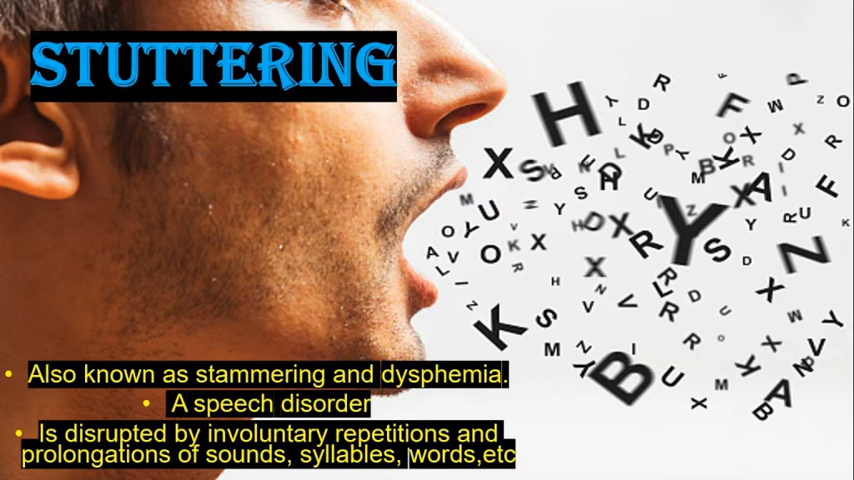 STUTTERING
• Also known as stammering and dysphemia.
• A speech disorder
• Is disrupted by involuntary repetitions and
prolongations of sounds, syllables, words,etc